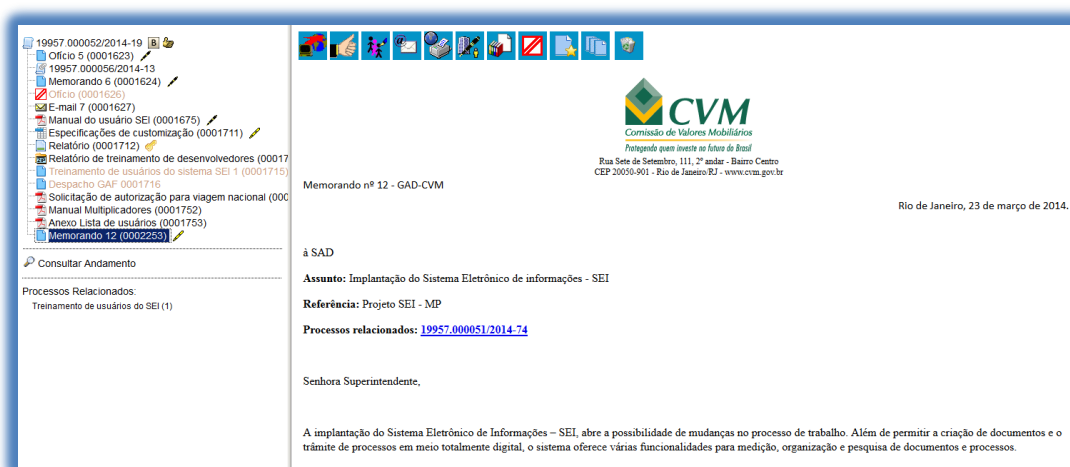 19957.000052/2014-19 B
Ofício 5 (0001623)
19957.000056/2014-13
Memorando 6 (0001624)
Ofício (0001626)
E-mail 7 (0001627)
Manual do usuário SEI (0001675)
Especificações de customização (0001711)
Relatório (0001712)
Relatório de treinamento de desenvolvedores (00017
Treinamento de usuários do sistema SEI 1 (0001715)
Despacho GAF 0001716
Solicitação de autorização para viagem nacional (000
Manual Multiplicadores (0001752)
Anexo Lista de usuários (0001753)
Memorando 12 (0002253)
Consultar Andamento
Processos Relacionados:
Treinamento de usuários do SEI (1)
CVM
Comissão de Valores Mobiliários
Protegendo quem investe no futuro do Brasil
Rua Sete de Setembro, 111, 2º andar - Bairro Centro
CEP 20050-901 - Rio de Janeiro/RJ - www.cvm.gov.br
Memorando nº 12 - GAD-CVM
Rio de Janeiro, 23 de março de 2014.
à SAD
Assunto: Implantação do Sistema Eletrônico de informações - SEI
Referência: Projeto SEI - MP
Processos relacionados: 19957.000051/2014-74
Senhora Superintendente,
A implantação do Sistema Eletrônico de Informações – SEI, abre a possibilidade de mudanças no processo de trabalho. Além de permitir a criação de documentos e o
trâmite de processos em meio totalmente digital, o sistema oferece várias funcionalidades para medição, organização e pesquisa de documentos e processos.